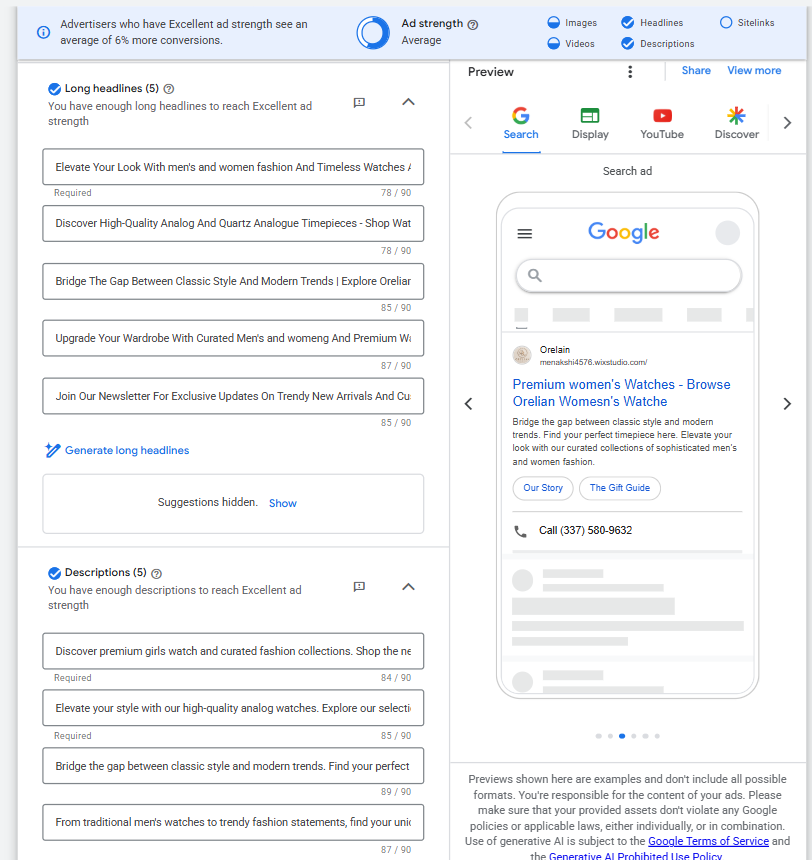 Advertisers who have Excellent ad strength see an
average of 6% more conversions.
Ad strength
Average
Images
Headlines
Sitelinks
Videos
Descriptions
Long headlines (5)
You have enough long headlines to reach Excellent ad
strength
Elevate Your Look With men's and women fashion And Timeless Watches A
Required
78 / 90
Discover High-Quality Analog And Quartz Analogue Timepieces - Shop Wat
78 / 90
Bridge The Gap Between Classic Style And Modern Trends | Explore Orelian
85 / 90
Upgrade Your Wardrobe With Curated Men's and womeng And Premium Wa
87 / 90
Join Our Newsletter For Exclusive Updates On Trendy New Arrivals And Cu
85 / 90
Generate long headlines
Suggestions hidden. Show
Descriptions (5)
You have enough descriptions to reach Excellent ad
strength
Discover premium girls watch and curated fashion collections. Shop the ne
Required
84 / 90
Elevate your style with our high-quality analog watches. Explore our selecti
Required
85 / 90
Bridge the gap between classic style and modern trends. Find your perfect
89 / 90
From traditional men's watches to trendy fashion statements, find your uni
87 / 90
Preview
Share
View more
Search
Display
YouTube
Discover
Search ad
Google
Orelain
menakshi4576.wixstudio.com/
Premium women's Watches - Browse
Orelian Womesn's Watche
Bridge the gap between classic style and modern
trends. Find your perfect timepiece here. Elevate your
look with our curated collections of sophisticated men's
and women fashion.
Our Story
The Gift Guide
Call (337) 580-9632
Previews shown here are examples and don't include all possible
formats. You're responsible for the content of your ads. Please
make sure that your provided assets don't violate any Google
policies or applicable laws, either individually, or in combination.
Use of generative AI is subject to the Google Terms of Service and
the Generative AI Prohibited Use Policy.